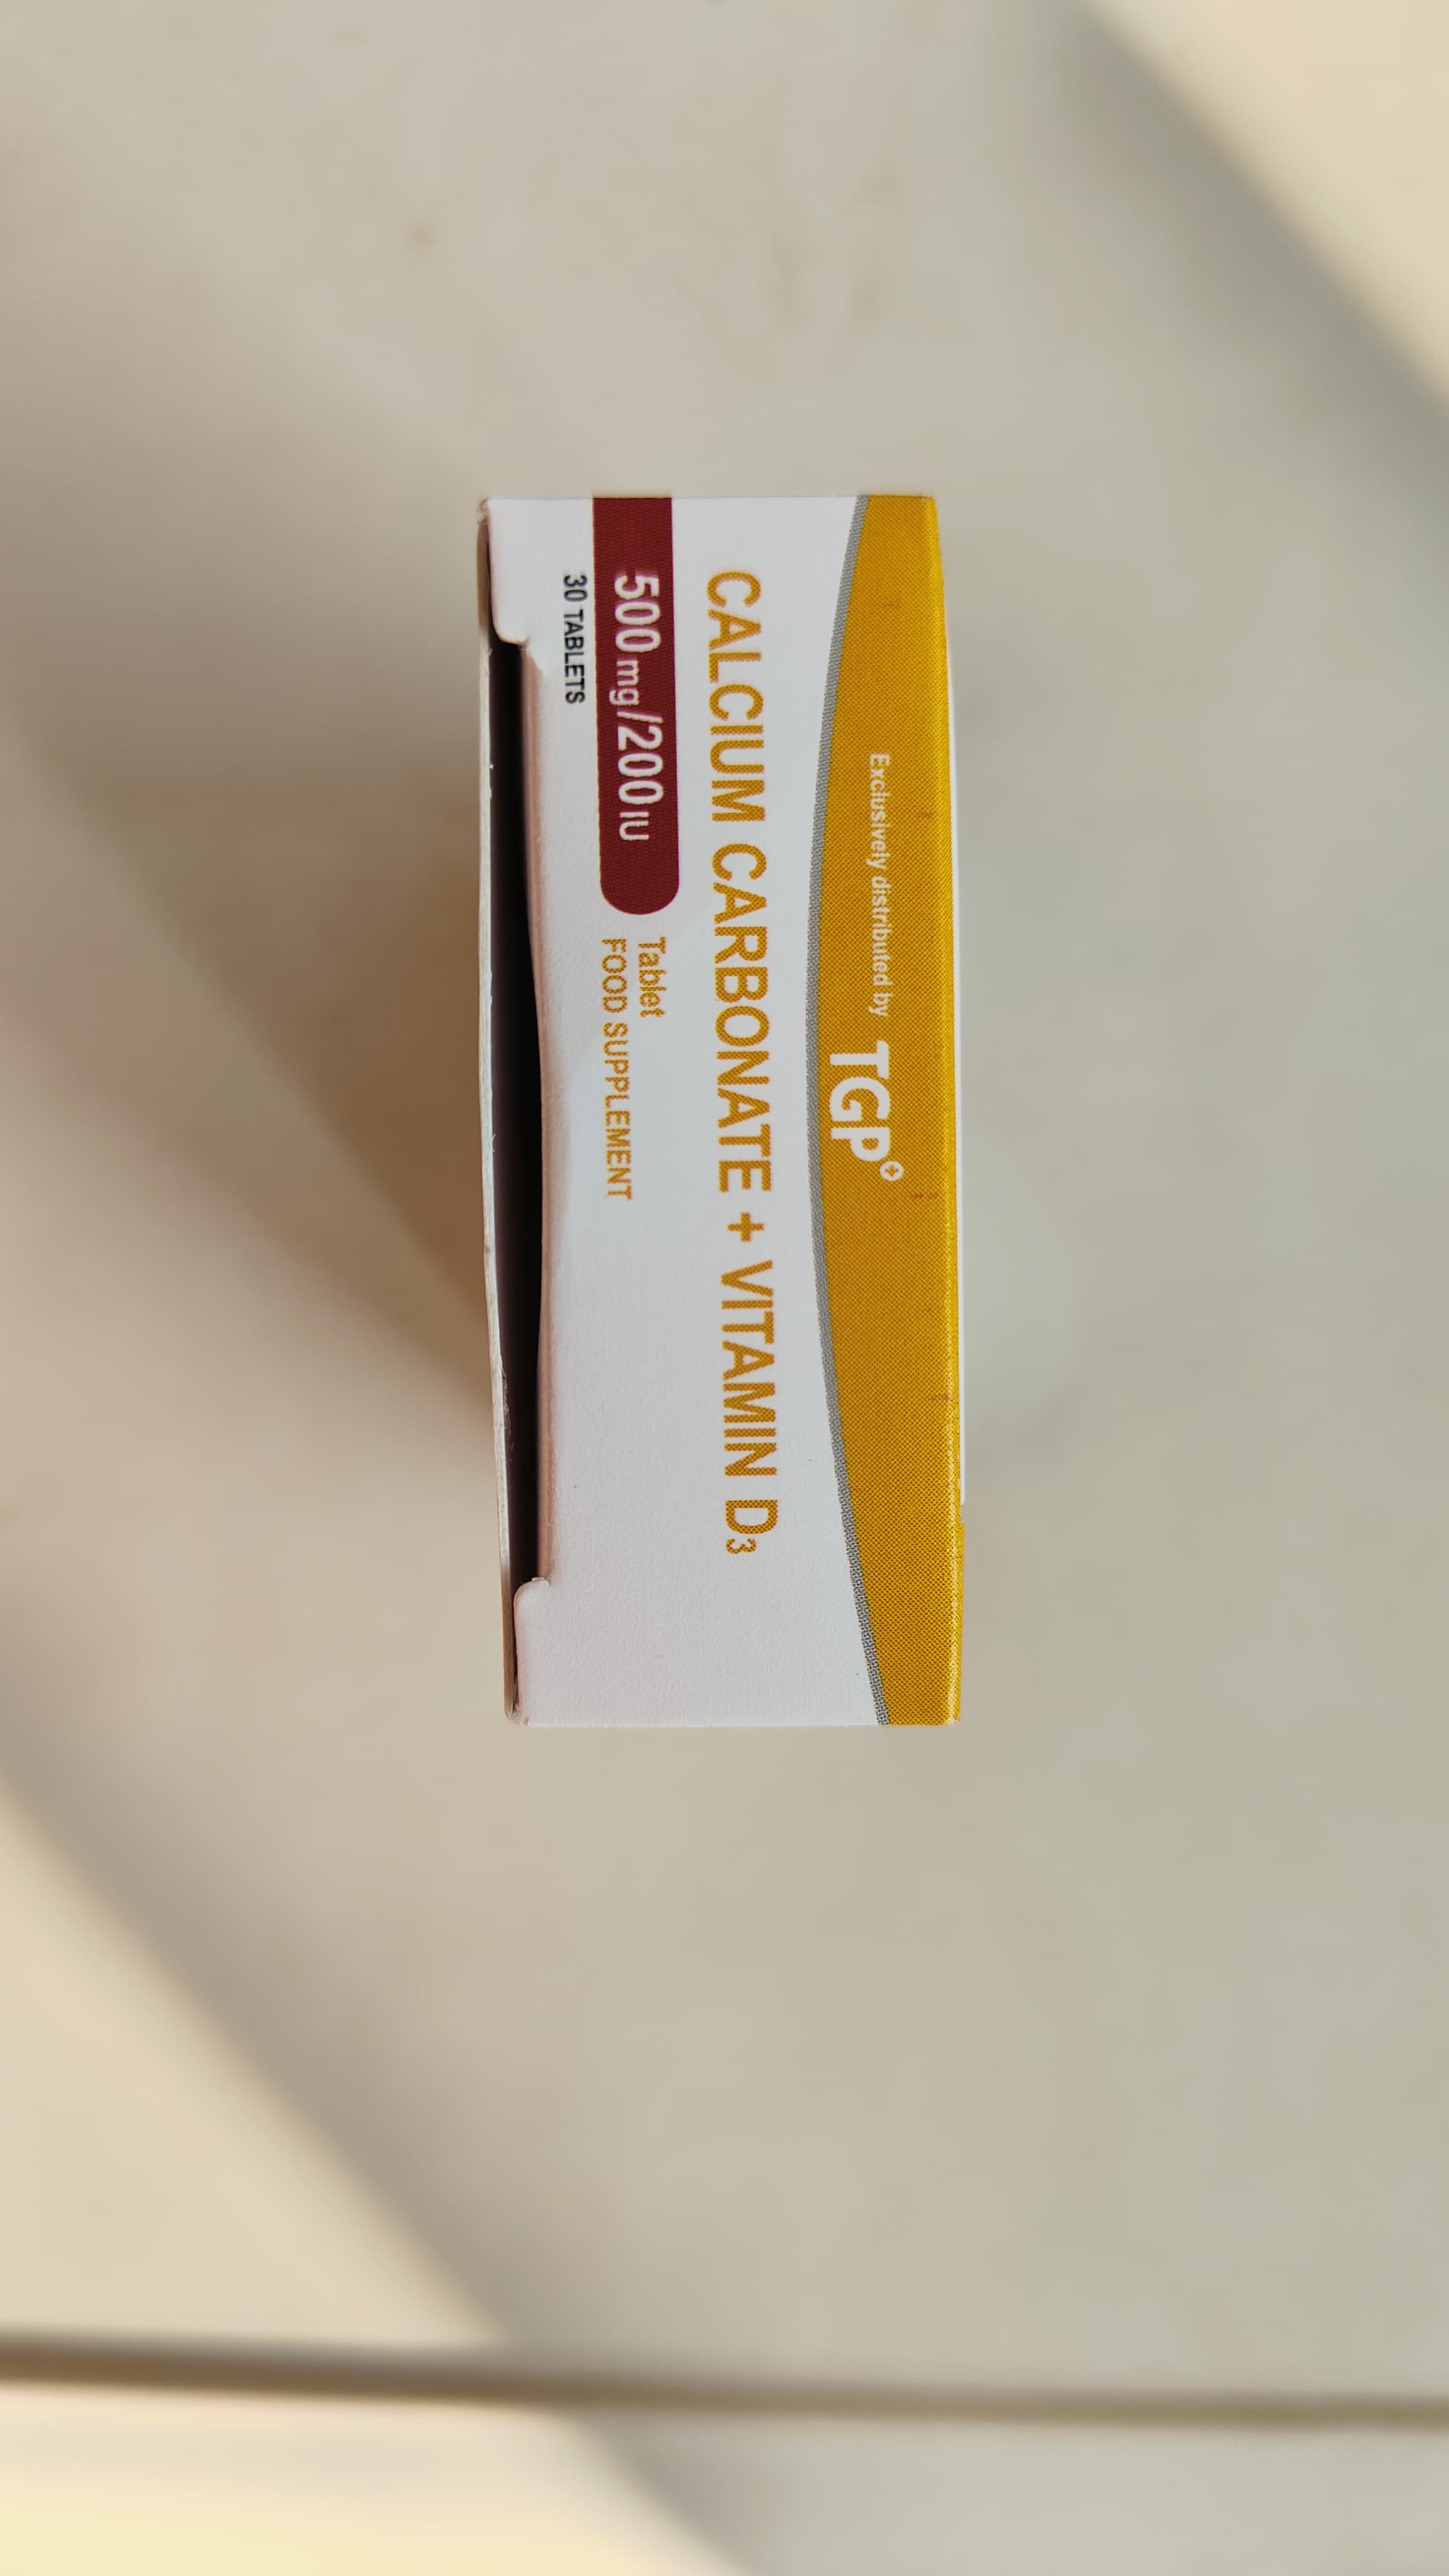 Exclusively distributed by TGP
CALCIUM CARBONATE + VITAMIN D₃
500 mg/200 IU
Tablet
FOOD SUPPLEMENT
30 TABLETS